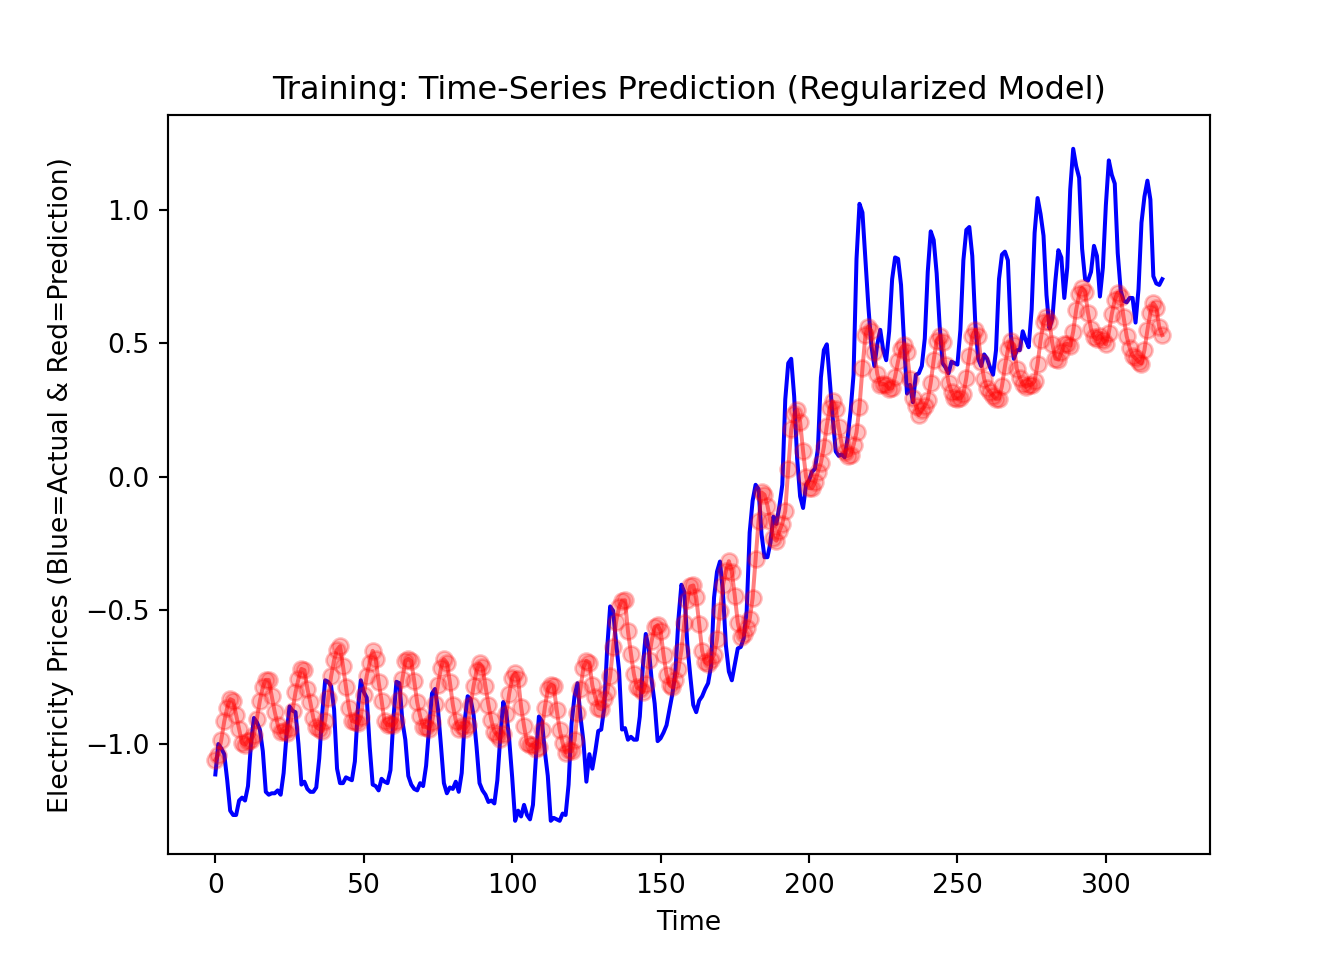 Training: Time-Series Prediction (Regularized Model)
Electricity Prices (Blue=Actual & Red=Prediction)
1.0
0.5
0.0
−0.5
−1.0
0 50 100 150 200 250 300
Time